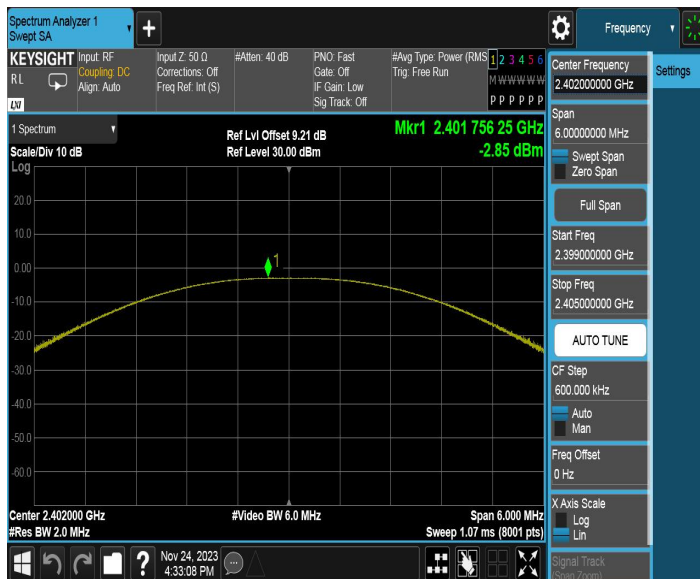 Spectrum Analyzer 1
Swept SA
Frequency
KEYSIGHT
RL
LXI
Input: RF
Coupling: DC
Align: Auto
Input Z: 50 Ω
Corrections: Off
Freq Ref: Int (S)
#Atten: 40 dB
PNO: Fast
Gate: Off
IF Gain: Low
Sig Track: Off
#Avg Type: Power (RMS
Trig: Free Run
1 2 3 4 5 6
M W W W W W
P P P P P P
1 Spectrum
Scale/Div 10 dB
Log
Ref Lvl Offset 9.21 dB
Ref Level 30.00 dBm
Mkr1 2.401 756 25 GHz
-2.85 dBm
20.0
10.0
0.00
-10.0
-20.0
-30.0
-40.0
-50.0
-60.0
1
Center 2.402000 GHz
#Res BW 2.0 MHz
#Video BW 6.0 MHz
Span 6.000 MHz
Sweep 1.07 ms (8001 pts)
Nov 24, 2023
4:33:08 PM
?
Center Frequency
2.402000000 GHz
Span
6.00000000 MHz
Swept Span
Zero Span
Full Span
Start Freq
2.399000000 GHz
Stop Freq
2.405000000 GHz
AUTO TUNE
CF Step
600.000 kHz
Auto
Man
Freq Offset
0 Hz
X Axis Scale
Log
Lin
Signal Track
(Span Zoom)
Settings